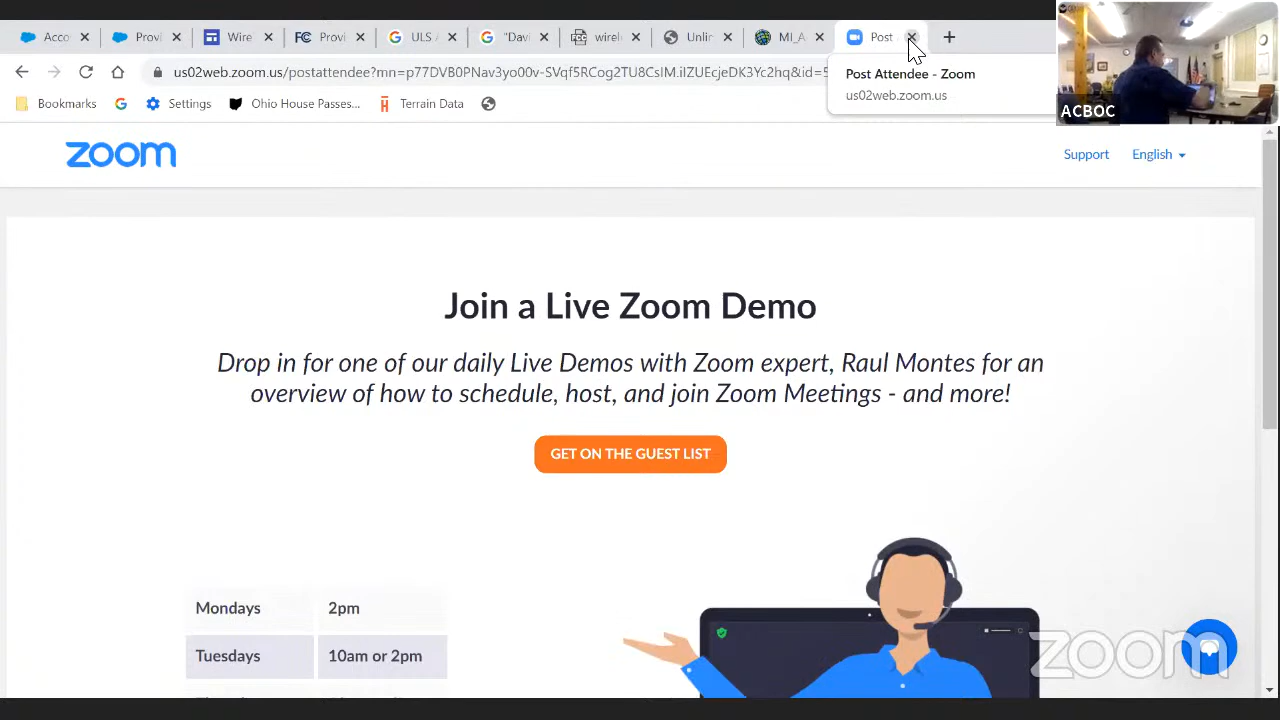 Acco
Provi
Wire
Provi
ULS A
"Davi
wirel
Unlin
MI_A
Post
us02web.zoom.us/postattendee?mn=p77DVB0PNav3yo00v-SVqf5RCog2TU8CsIM.iIZUEcjeDK3Yc2hq&id=5
Post Attendee - Zoom
us02web.zoom.us
Bookmarks
Settings
Ohio House Passes...
Terrain Data
ACBOC
zoom
Support
English
Join a Live Zoom Demo
Drop in for one of our daily Live Demos with Zoom expert, Raul Montes for an
overview of how to schedule, host, and join Zoom Meetings - and more!
GET ON THE GUEST LIST
Mondays 2pm
Tuesdays 10am or 2pm
zoom